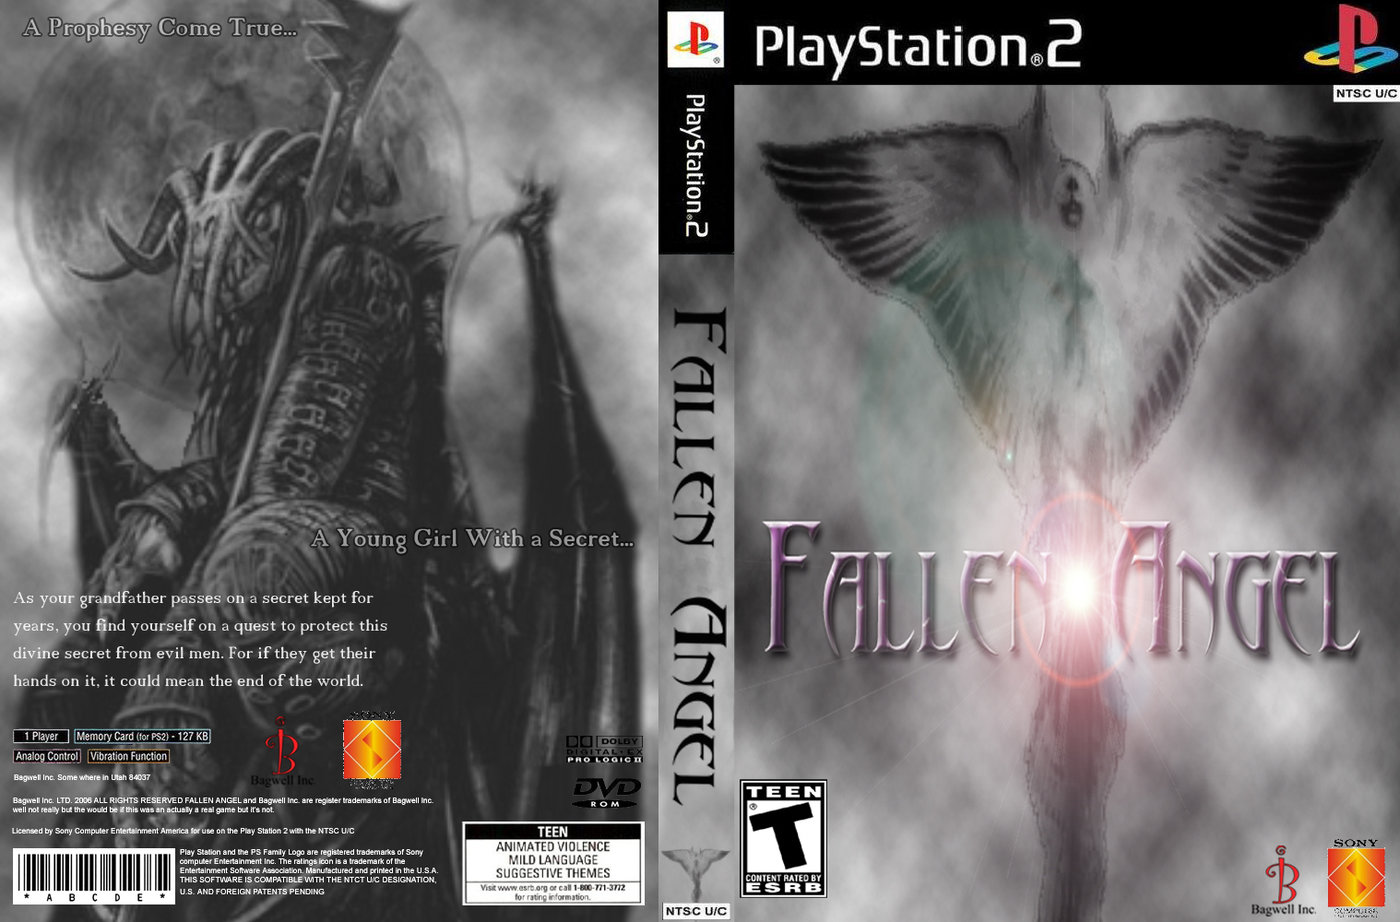 A Prophesy Come True...
A Young Girl With a Secret...
As your grandfather passes on a secret kept for
years, you find yourself on a quest to protect this
divine secret from evil men. For if they get their
hands on it, it could mean the end of the world.
1 Player
Memory Card (for PS2) - 127 KB
Analog Control
Vibration Function
Bagwell Inc.
Bagwell Inc. Some where in Utah 84037
Bagwell Inc. LTD. 2006 ALL RIGHTS RESERVED FALLEN ANGEL and Bagwell Inc. are register trademarks of Bagwell Inc.
well not really but the would be if this was an actually a real game but it's not.
Licensed by Sony Computer Entertainment America for use on the Play Station 2 with the NTSC U/C
* A B C D E *
Play Station and the PS Family Logo are registered trademarks of Sony
computer Entertainment Inc. The ratings icon is a trademark of the
Entertainment Software Association. Manufactured and printed in the U.S.A.
THIS SOFTWARE IS COMPATIBLE WITH THE NTCT U/C DESIGNATION,
U.S. AND FOREIGN PATENTS PENDING
DOLBY
DIGITAL·EX
PRO LOGIC II
DVD
ROM
TEEN
ANIMATED VIOLENCE
MILD LANGUAGE
SUGGESTIVE THEMES
Visit www.esrb.org or call 1-800-771-3772
for rating information.
PlayStation®2
FALLEN ANGEL
NTSC U/C
PlayStation®2
NTSC U/C
FALLEN ANGEL
TEEN
T
CONTENT RATED BY
ESRB
Bagwell Inc.
SONY
COMPUTER